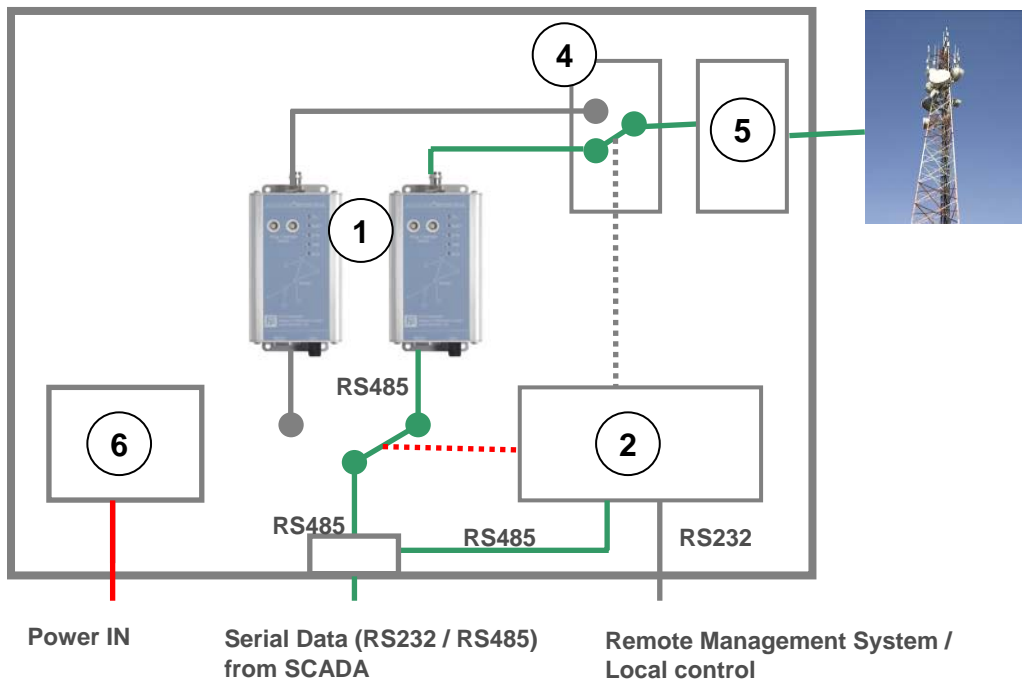 4
5
1
RS485
6
2
RS485
RS485
RS232
Power IN
Serial Data (RS232 / RS485)
from SCADA
Remote Management System /
Local control